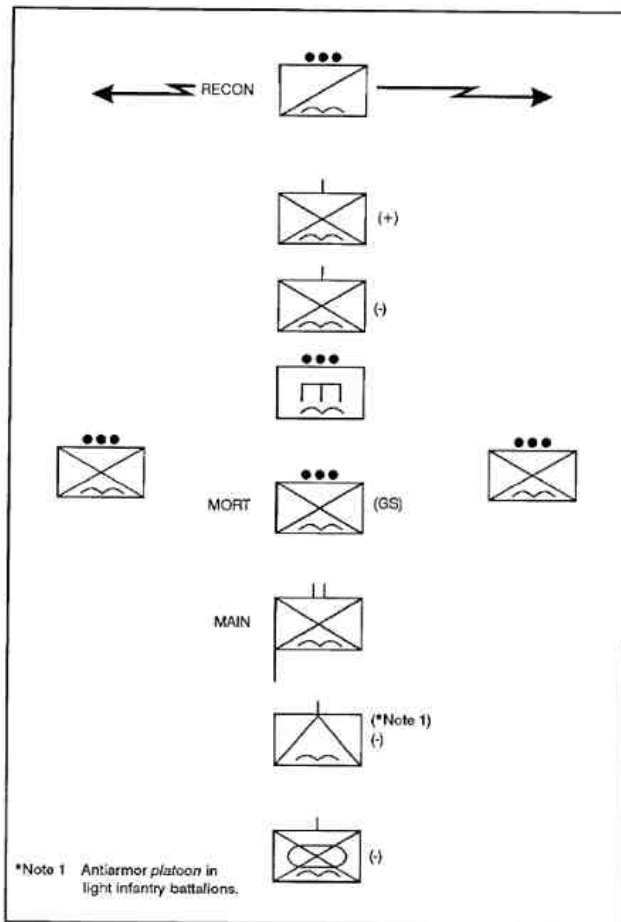 RECON
(+)
(-)
MORT (GS)
MAIN
(*Note 1)
(-)
(-)
*Note 1 Antiarmor platoon in
light infantry battalions.